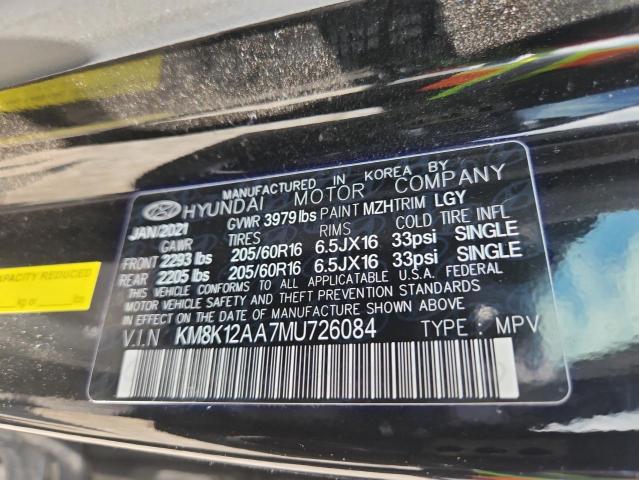 MANUFACTURED IN KOREA BY
HYUNDAI MOTOR COMPANY
JAN/2021 GVWR 3979 lbs PAINT MZH TRIM LGY
GAWR TIRES RIMS COLD TIRE INFL
FRONT 2293 lbs 205/60R16 6.5JX16 33psi SINGLE
REAR 2205 lbs 205/60R16 6.5JX16 33psi SINGLE
THIS VEHICLE CONFORMS TO ALL APPLICABLE U.S.A. FEDERAL
MOTOR VEHICLE SAFETY AND THEFT PREVENTION STANDARDS
IN EFFECT ON THE DATE OF MANUFACTURE SHOWN ABOVE.
V.I.N KM8K12AA7MU726084 TYPE : MPV
CAPACITY REDUCED
kg or lbs